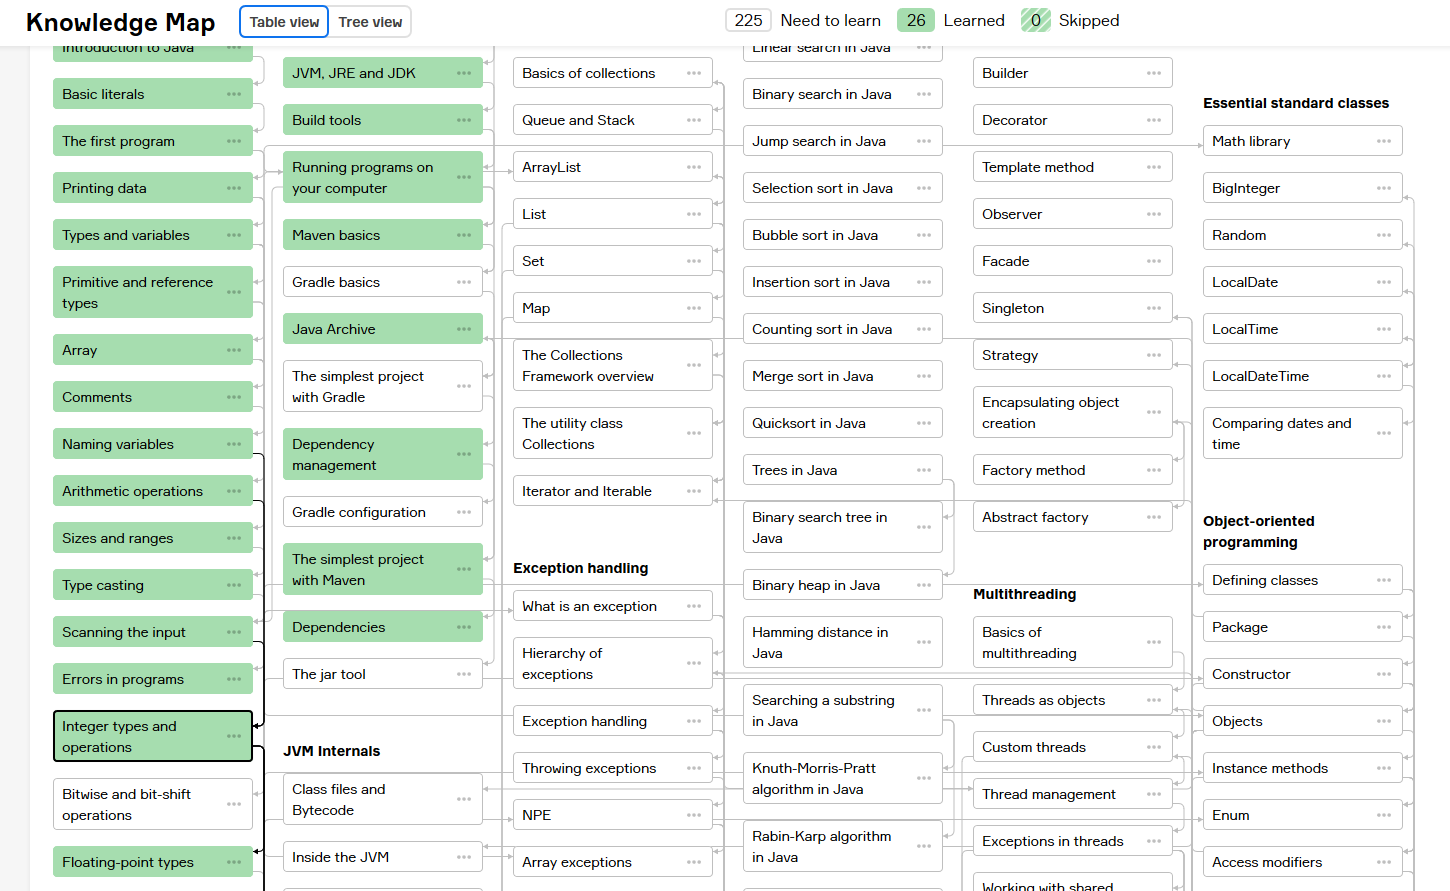 Knowledge Map
Table view
Tree view
225
Need to learn
26
Learned
0
Skipped
Introduction to Java
Basic literals
The first program
Printing data
Types and variables
Primitive and reference
types
Array
Comments
Naming variables
Arithmetic operations
Sizes and ranges
Type casting
Scanning the input
Errors in programs
Integer types and
operations
Bitwise and bit-shift
operations
Floating-point types
JVM, JRE and JDK
Build tools
Running programs on
your computer
Maven basics
Gradle basics
Java Archive
The simplest project
with Gradle
Dependency
management
Gradle configuration
The simplest project
with Maven
Dependencies
The jar tool
JVM Internals
Class files and
Bytecode
Inside the JVM
Basics of collections
Queue and Stack
ArrayList
List
Set
Map
The Collections
Framework overview
The utility class
Collections
Iterator and Iterable
Exception handling
What is an exception
Hierarchy of
exceptions
Exception handling
Throwing exceptions
NPE
Array exceptions
Linear search in Java
Binary search in Java
Jump search in Java
Selection sort in Java
Bubble sort in Java
Insertion sort in Java
Counting sort in Java
Merge sort in Java
Quicksort in Java
Trees in Java
Binary search tree in
Java
Binary heap in Java
Hamming distance in
Java
Searching a substring
in Java
Knuth-Morris-Pratt
algorithm in Java
Rabin-Karp algorithm
in Java
Builder
Decorator
Template method
Observer
Facade
Singleton
Strategy
Encapsulating object
creation
Factory method
Abstract factory
Multithreading
Basics of
multithreading
Threads as objects
Custom threads
Thread management
Exceptions in threads
Working with shared
Essential standard classes
Math library
BigInteger
Random
LocalDate
LocalTime
LocalDateTime
Comparing dates and
time
Object-oriented
programming
Defining classes
Package
Constructor
Objects
Instance methods
Enum
Access modifiers